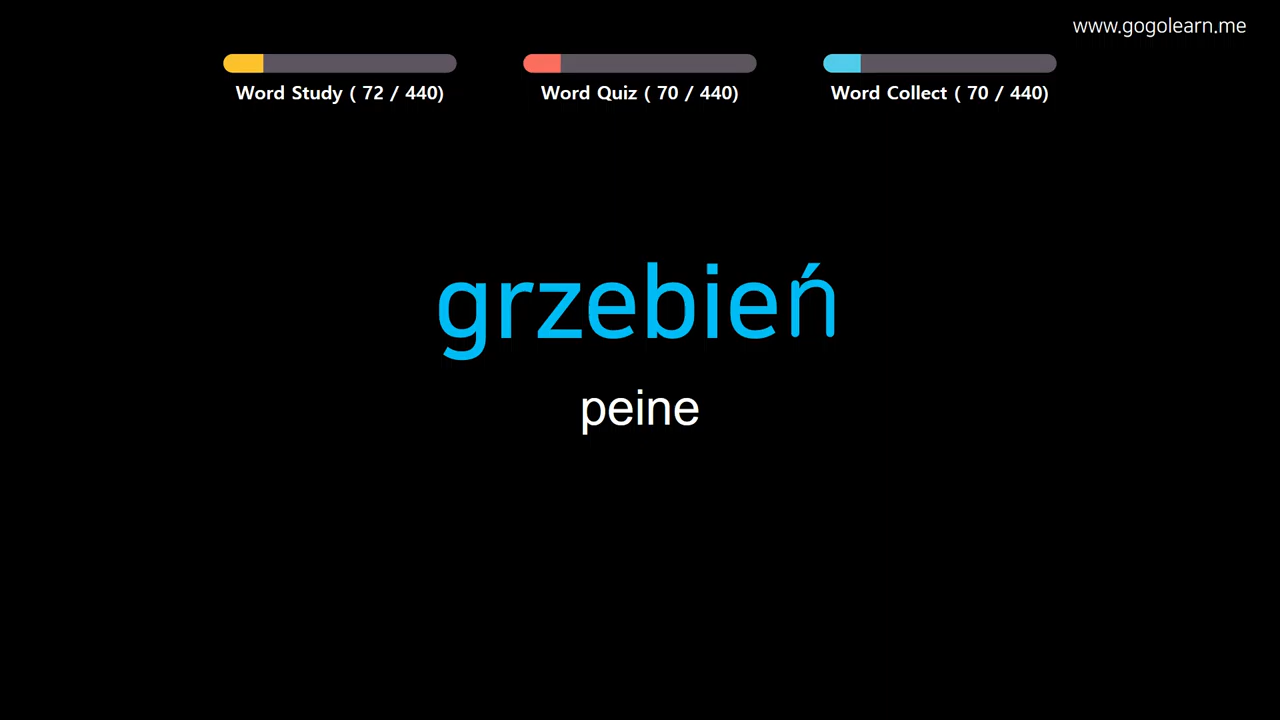 www.gogolearn.me
Word Study ( 72 / 440)
Word Quiz ( 70 / 440)
Word Collect ( 70 / 440)
grzebień
peine